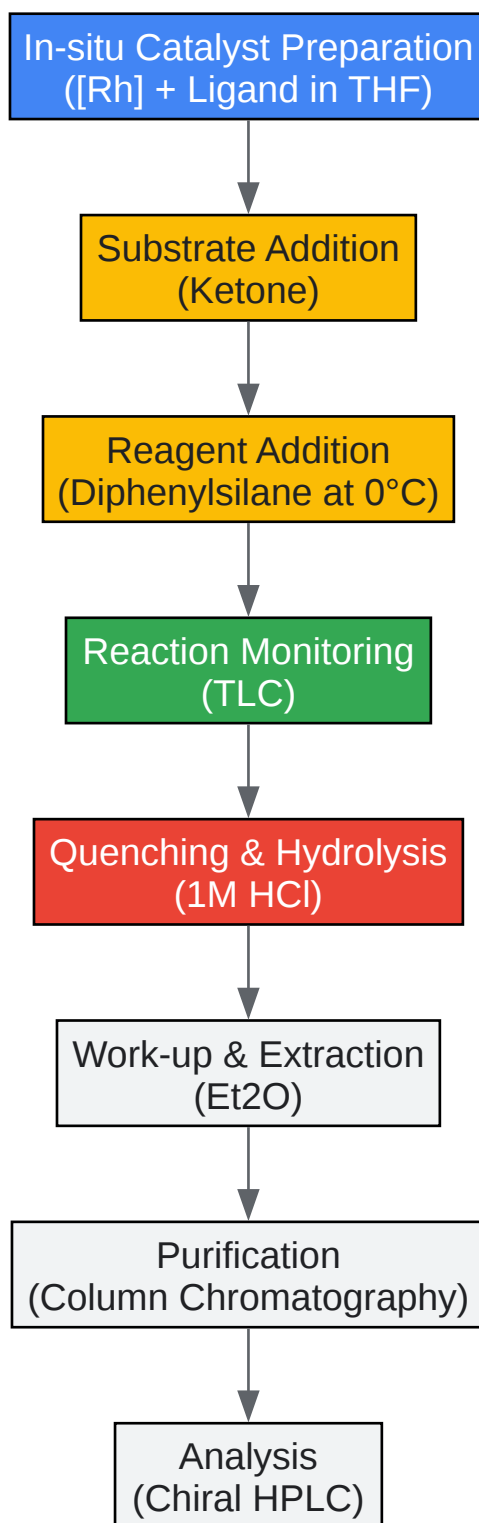 In-situ Catalyst Preparation
([Rh] + Ligand in THF)
Substrate Addition
(Ketone)
Reagent Addition
(Diphenylsilane at 0°C)
Reaction Monitoring
(TLC)
Quenching & Hydrolysis
(1M HCl)
Work-up & Extraction
(Et2O)
Purification
(Column Chromatography)
Analysis
(Chiral HPLC)